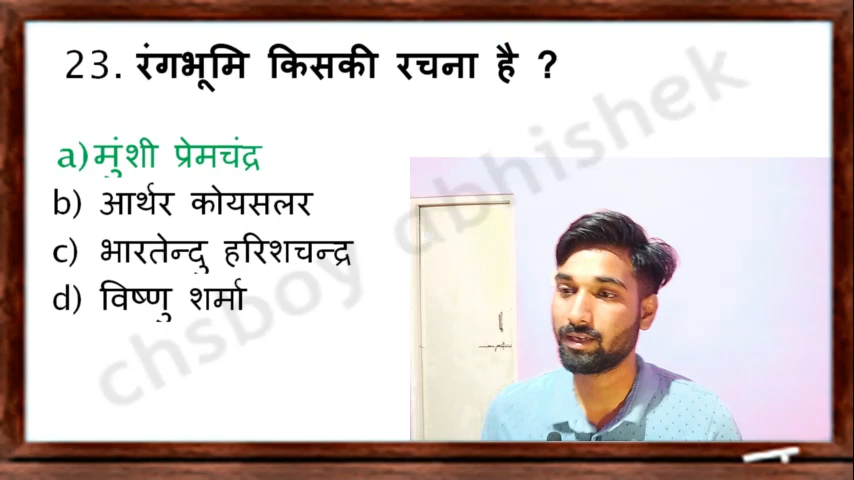 23. रंगभूमि किसकी रचना है ?
a)मुंशी प्रेमचंद्र
b) आर्थर कोयसलर
c) भारतेन्दु हरिशचन्द्र
d) विष्णु शर्मा
chsboy abhishek